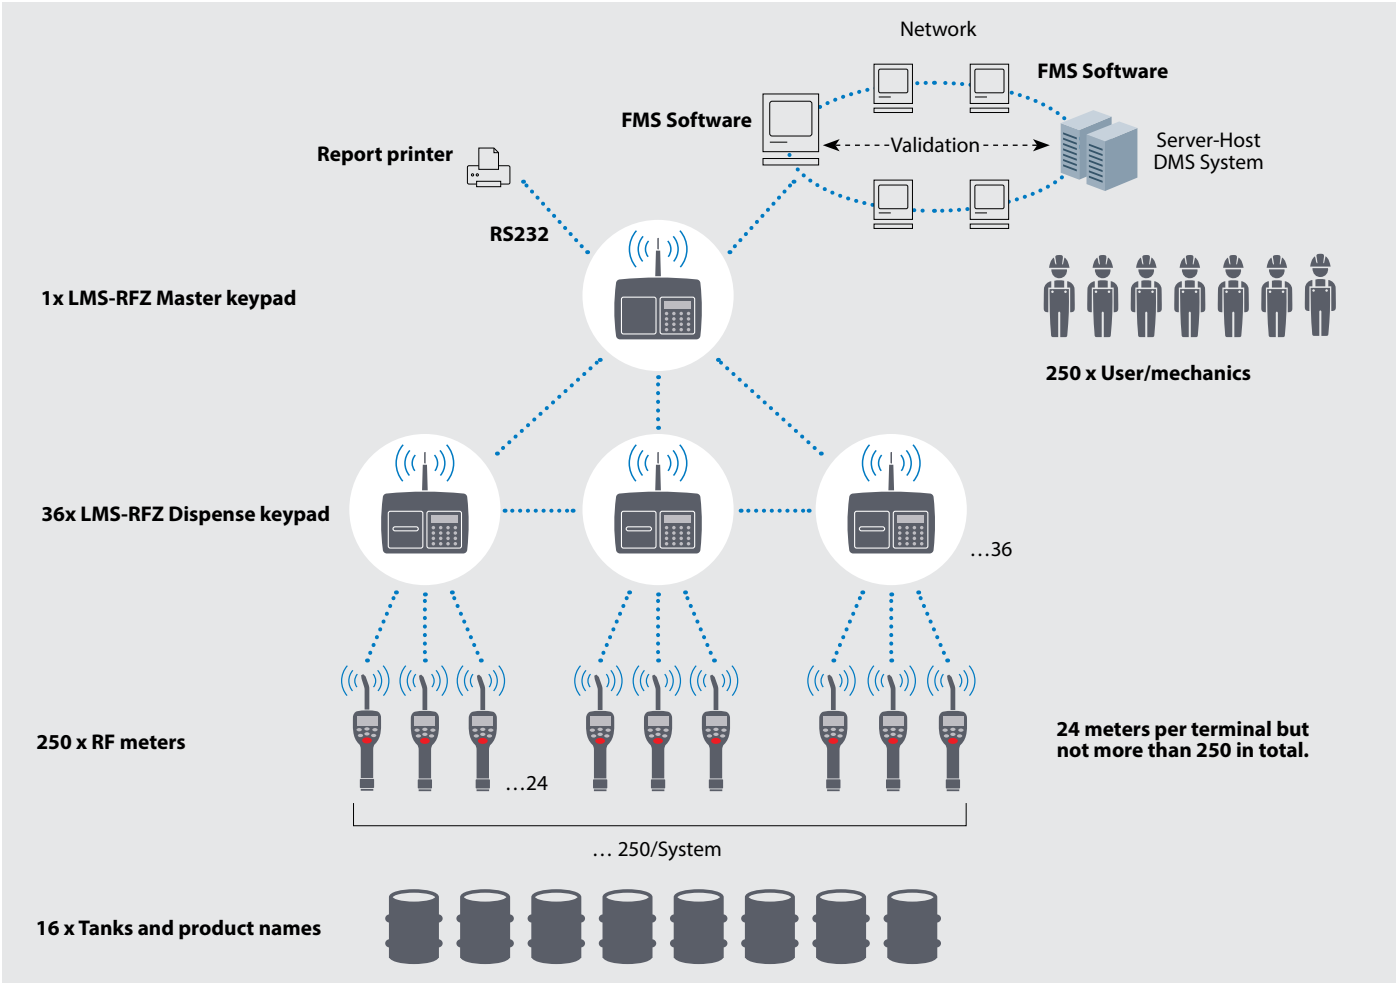 Network
FMS Software
FMS Software
Validation
Server-Host
DMS System
Report printer
RS232
1x LMS-RFZ Master keypad
250 x User/mechanics
36x LMS-RFZ Dispense keypad
...36
250 x RF meters
24 meters per terminal but
not more than 250 in total.
...24
... 250/System
16 x Tanks and product names